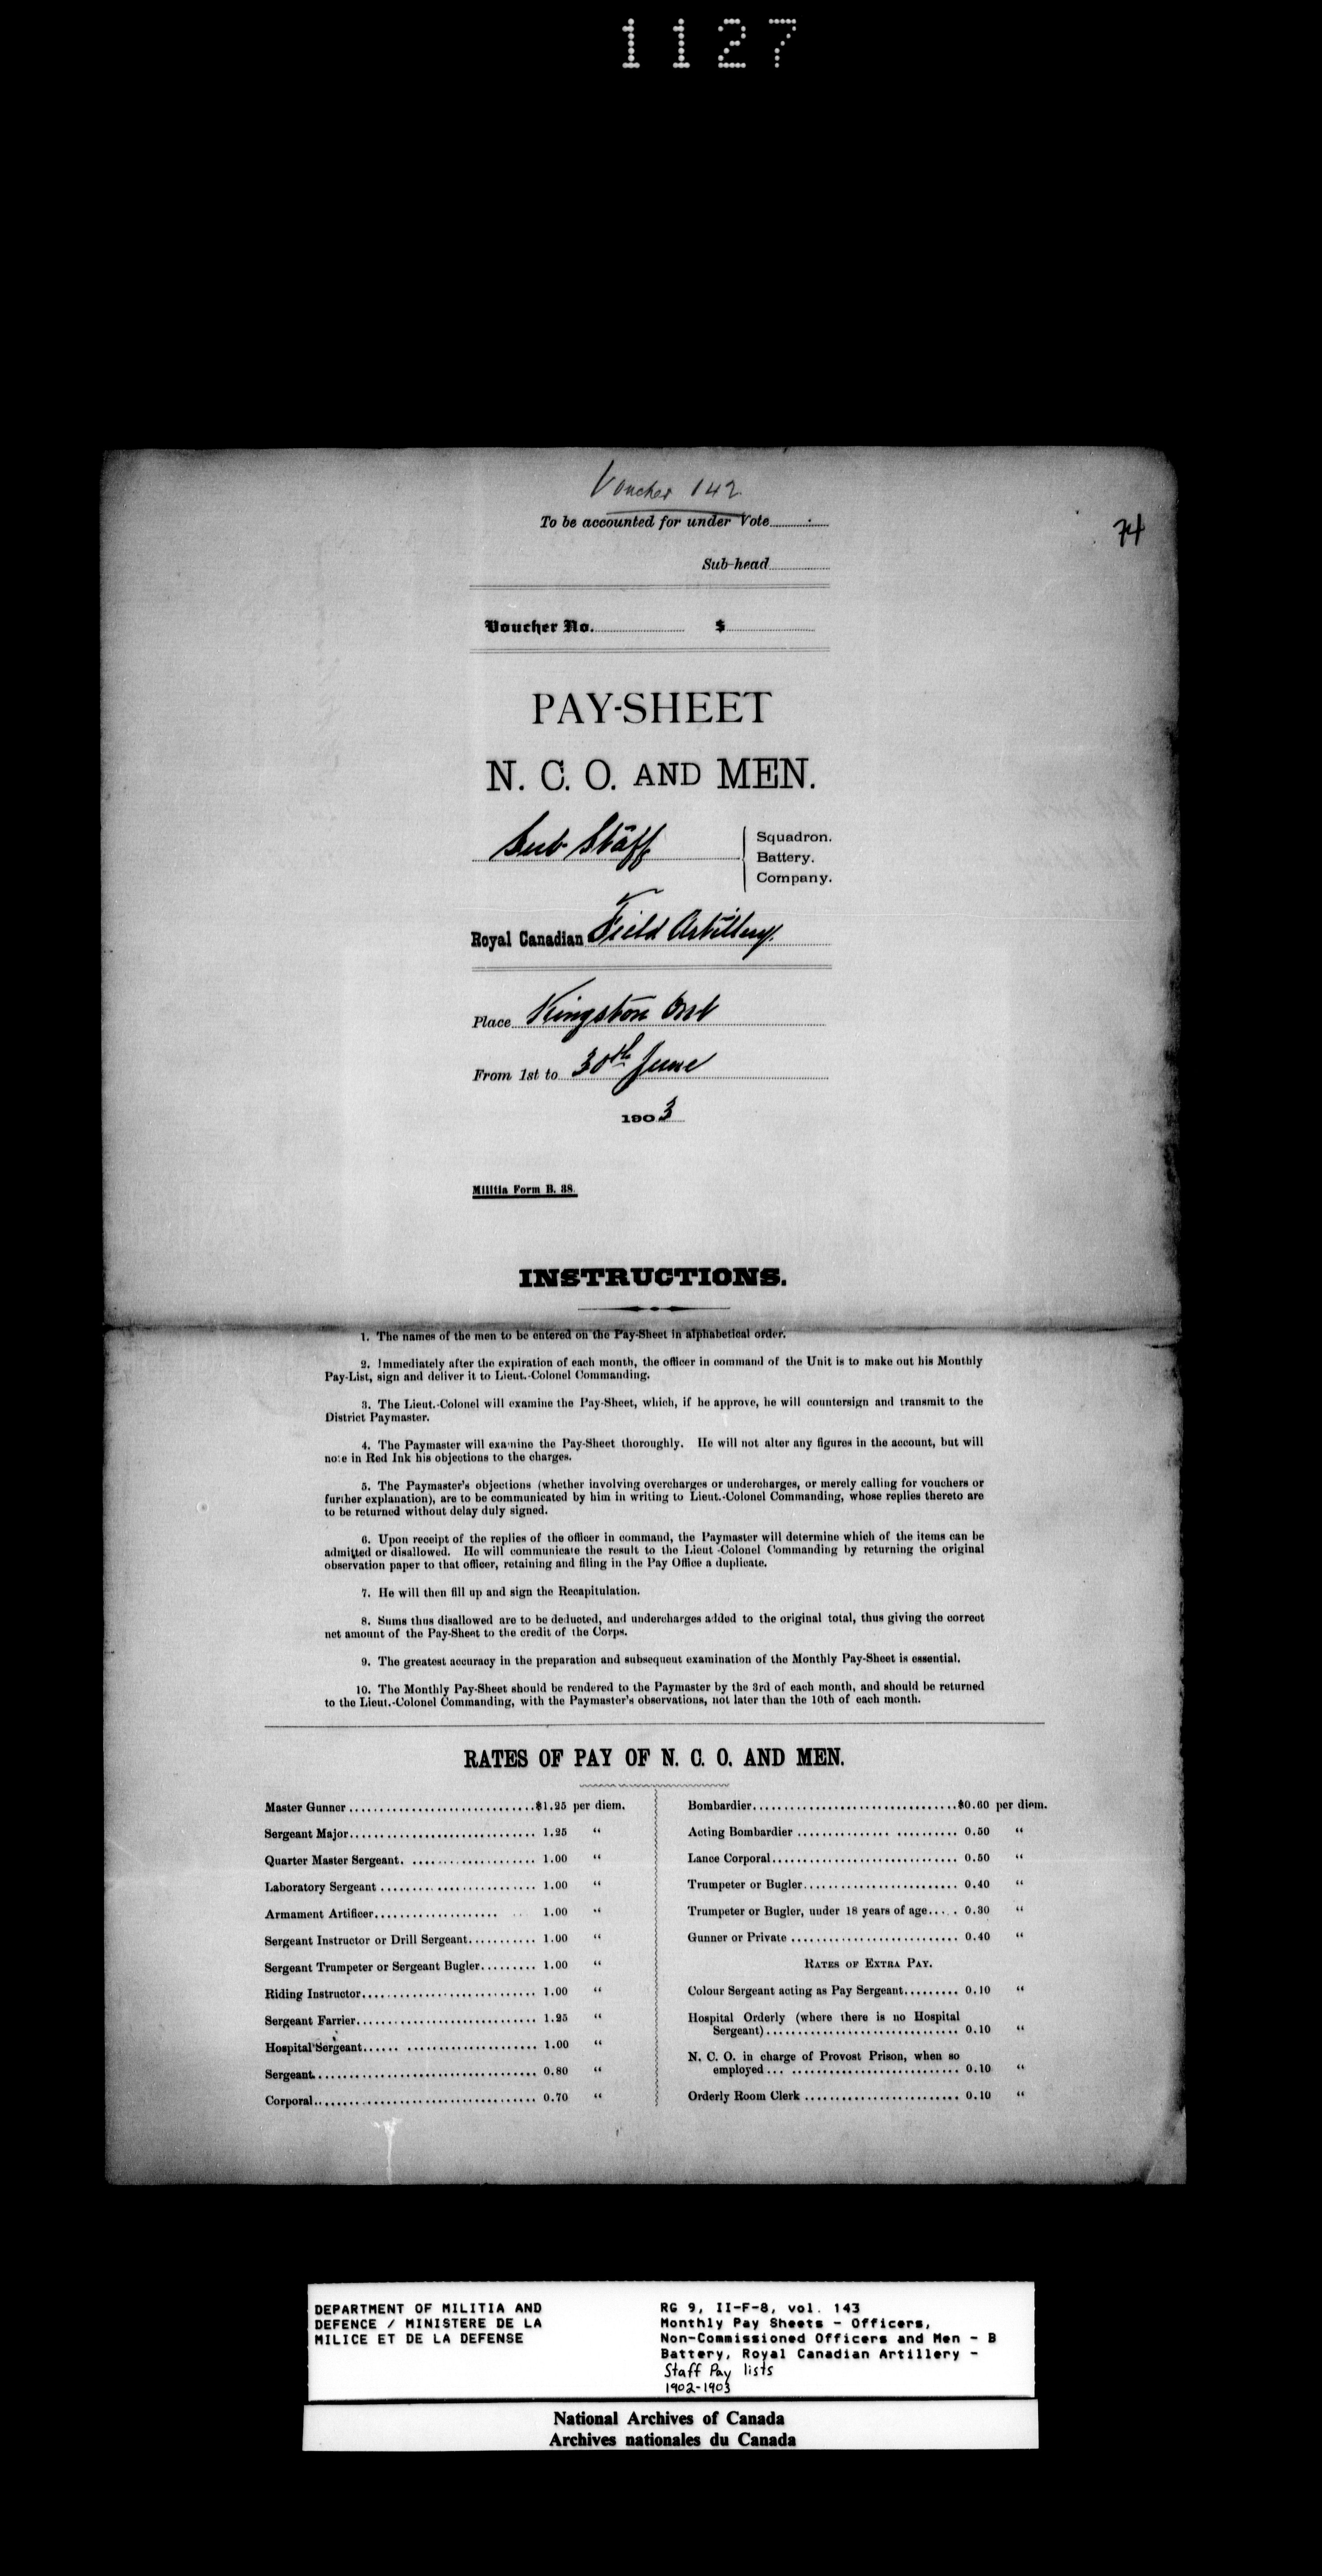 1127
Voucher 142
To be accounted for under Vote
74
Sub-head
Voucher No. $
PAY-SHEET
N. C. O. AND MEN.
Sub Staff
Squadron.
Battery.
Company.
Royal Canadian Field Artillery.
Place Kingston Ont
From 1st to 30th June
1903
Militia Form B. 38.
INSTRUCTIONS.
1. The names of the men to be entered on the Pay-Sheet in alphabetical order.
2. Immediately after the expiration of each month, the officer in command of the Unit is to make out his Monthly
Pay-List, sign and deliver it to Lieut.-Colonel Commanding.
3. The Lieut.-Colonel will examine the Pay-Sheet, which, if he approve, he will countersign and transmit to the
District Paymaster.
4. The Paymaster will examine the Pay-Sheet thoroughly. He will not alter any figures in the account, but will
note in Red Ink his objections to the charges.
5. The Paymaster's objections (whether involving overcharges or undercharges, or merely calling for vouchers or
further explanation), are to be communicated by him in writing to Lieut.-Colonel Commanding, whose replies thereto are
to be returned without delay duly signed.
6. Upon receipt of the replies of the officer in command, the Paymaster will determine which of the items can be
admitted or disallowed. He will communicate the result to the Lieut.-Colonel Commanding by returning the original
observation paper to that officer, retaining and filing in the Pay Office a duplicate.
7. He will then fill up and sign the Recapitulation.
8. Sums thus disallowed are to be deducted, and undercharges added to the original total, thus giving the correct
net amount of the Pay-Sheet to the credit of the Corps.
9. The greatest accuracy in the preparation and subsequent examination of the Monthly Pay-Sheet is essential.
10. The Monthly Pay-Sheet should be rendered to the Paymaster by the 3rd of each month, and should be returned
to the Lieut.-Colonel Commanding, with the Paymaster's observations, not later than the 10th of each month.
RATES OF PAY OF N. C. O. AND MEN.
Master Gunner $1.25 per diem.
Sergeant Major 1.25 "
Quarter Master Sergeant 1.00 "
Laboratory Sergeant 1.00 "
Armament Artificer 1.00 "
Sergeant Instructor or Drill Sergeant 1.00 "
Sergeant Trumpeter or Sergeant Bugler 1.00 "
Riding Instructor 1.00 "
Sergeant Farrier 1.25 "
Hospital Sergeant 1.00 "
Sergeant 0.80 "
Corporal 0.70 "
Bombardier $0.60 per diem.
Acting Bombardier 0.50 "
Lance Corporal 0.50 "
Trumpeter or Bugler 0.40 "
Trumpeter or Bugler, under 18 years of age 0.30 "
Gunner or Private 0.40 "
RATES OF EXTRA PAY.
Colour Sergeant acting as Pay Sergeant 0.10 "
Hospital Orderly (where there is no Hospital
Sergeant) 0.10 "
N. C. O. in charge of Provost Prison, when so
employed 0.10 "
Orderly Room Clerk 0.10 "
DEPARTMENT OF MILITIA AND
DEFENCE / MINISTERE DE LA
MILICE ET DE LA DEFENSE
RG 9, II-F-8, vol. 143
Monthly Pay Sheets - Officers,
Non-Commissioned Officers and Men - B
Battery, Royal Canadian Artillery -
Staff Pay lists
1902-1903
National Archives of Canada
Archives nationales du Canada